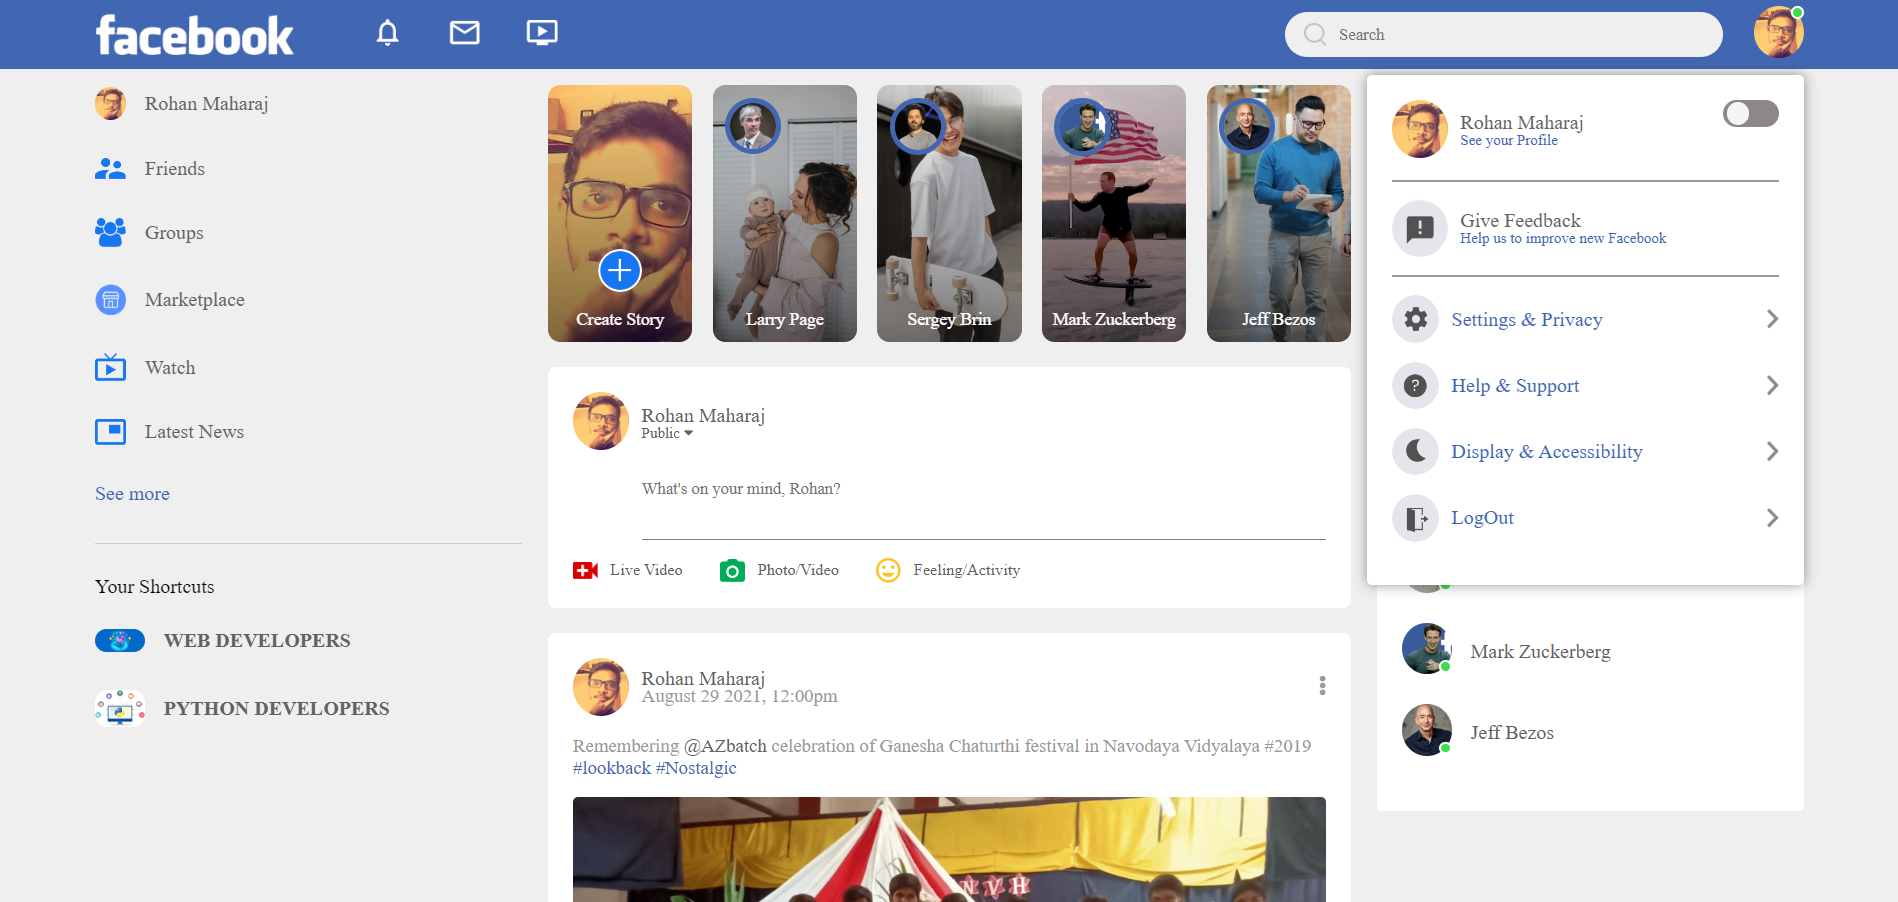 facebook
Search
Rohan Maharaj
Friends
Groups
Marketplace
Watch
Latest News
See more
Your Shortcuts
WEB DEVELOPERS
PYTHON DEVELOPERS
Create Story
Larry Page
Sergey Brin
Mark Zuckerberg
Jeff Bezos
Rohan Maharaj
Public
What's on your mind, Rohan?
Live Video
Photo/Video
Feeling/Activity
Rohan Maharaj
August 29 2021, 12:00pm
Remembering @AZbatch celebration of Ganesha Chaturthi festival in Navodaya Vidyalaya #2019
#lookback #Nostalgic
N V H
Rohan Maharaj
See your Profile
Give Feedback
Help us to improve new Facebook
Settings & Privacy
Help & Support
Display & Accessibility
LogOut
Mark Zuckerberg
Jeff Bezos